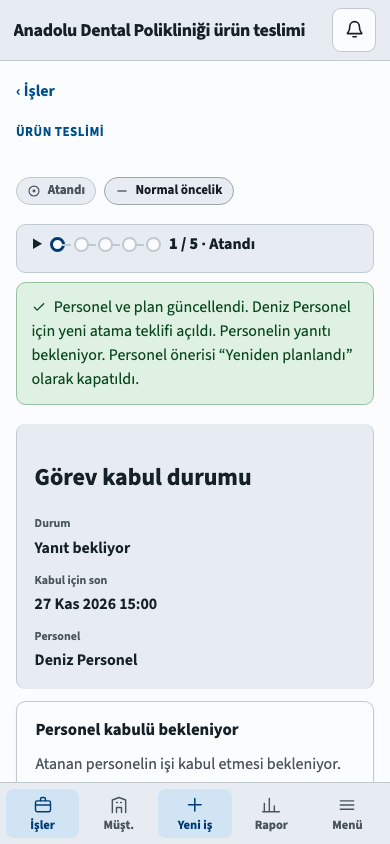 Anadolu Dental Polikliniği ürün teslimi
‹ İşler
ÜRÜN TESLİMİ
Atandı
Normal öncelik
1 / 5 · Atandı
Personel ve plan güncellendi. Deniz Personel
için yeni atama teklifi açıldı. Personelin yanıtı
bekleniyor. Personel önerisi “Yeniden planlandı”
olarak kapatıldı.
Görev kabul durumu
Durum
Yanıt bekliyor
Kabul için son
27 Kas 2026 15:00
Personel
Deniz Personel
Personel kabulü bekleniyor
Atanan personelin işi kabul etmesi bekleniyor.
İşler
Müşt.
Yeni iş
Rapor
Menü